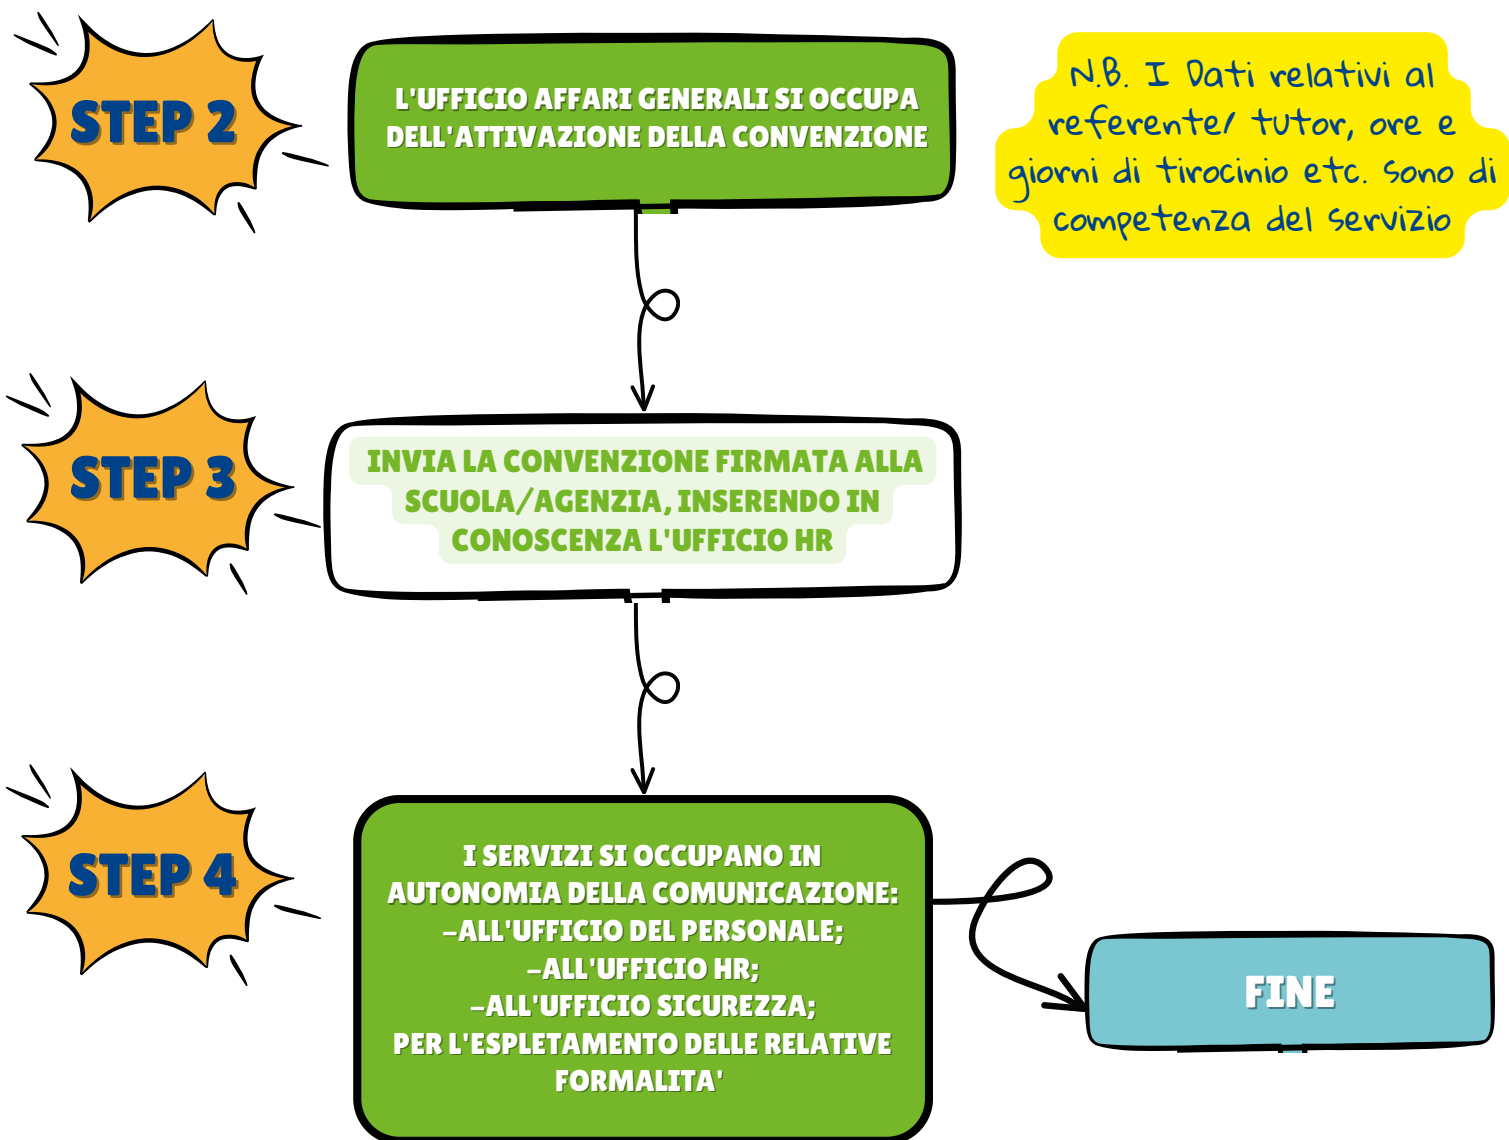 STEP 2
L'UFFICIO AFFARI GENERALI SI OCCUPA
DELL'ATTIVAZIONE DELLA CONVENZIONE
N.B. I Dati relativi al
referente/ tutor, ore e
giorni di tirocinio etc. sono di
competenza del servizio
STEP 3
INVIA LA CONVENZIONE FIRMATA ALLA
SCUOLA/AGENZIA, INSERENDO IN
CONOSCENZA L'UFFICIO HR
STEP 4
I SERVIZI SI OCCUPANO IN
AUTONOMIA DELLA COMUNICAZIONE:
-ALL'UFFICIO DEL PERSONALE;
-ALL'UFFICIO HR;
-ALL'UFFICIO SICUREZZA;
PER L'ESPLETAMENTO DELLE RELATIVE
FORMALITA'
FINE